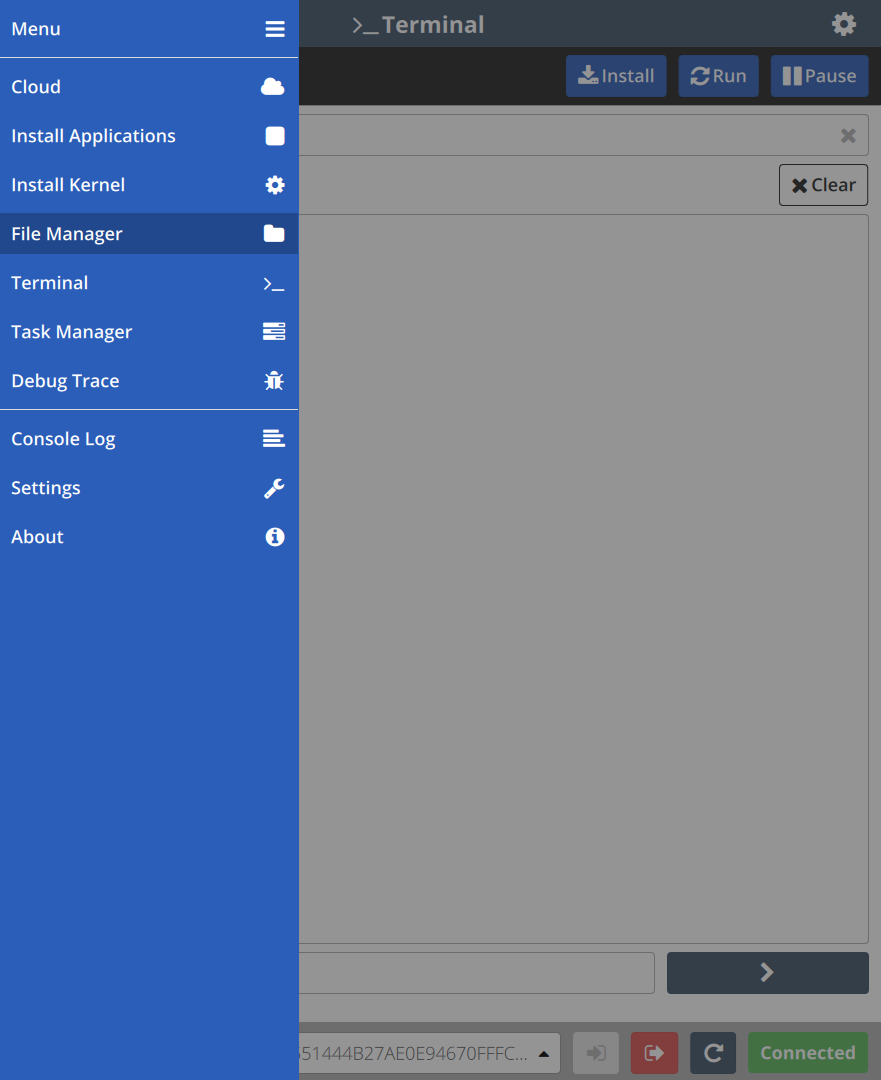 Menu
>_Terminal
Cloud
Install
Run
Pause
Install Applications
Install Kernel
Clear
File Manager
Terminal
Task Manager
Debug Trace
Console Log
Settings
About
51444B27AE0E94670FFFC...
Connected